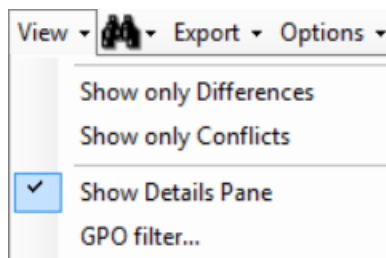 View Export Options
Show only Differences
Show only Conflicts
Show Details Pane
GPO filter...